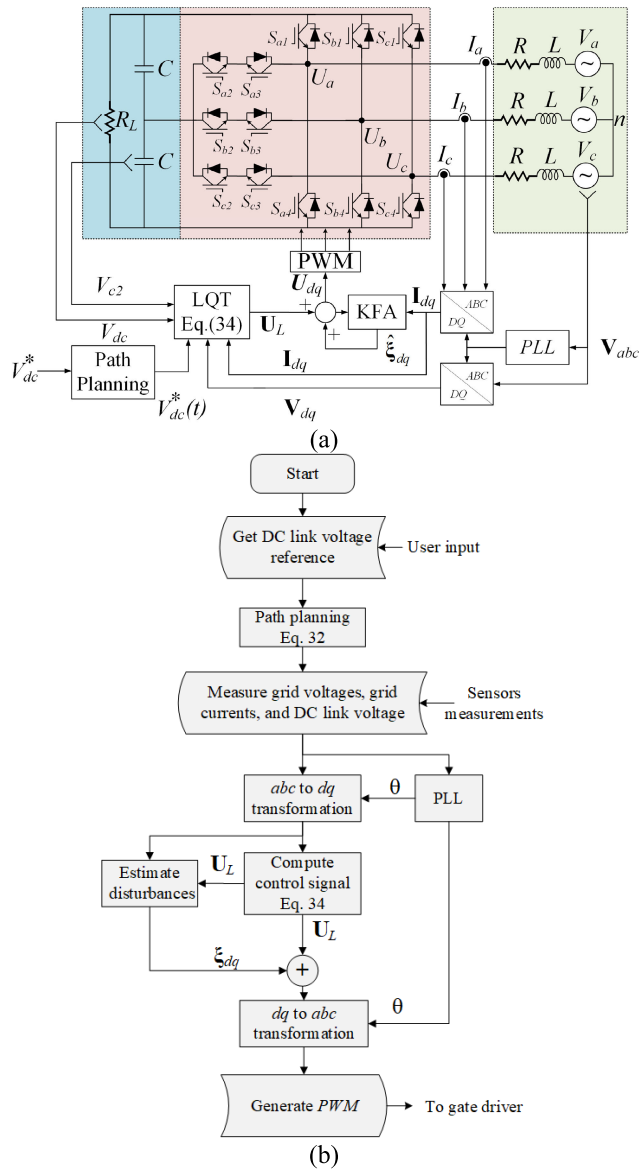 S_a1 S_b1 S_c1
I_a R L V_a
C
S_a2 S_a3 U_a
I_b R L V_b
R_L
n
S_b2 S_b3 U_b
C
U_c I_c R L V_c
S_c2 S_c3
S_a4 S_b4 S_c4
PWM
V_c2
U_dq
LQT
Eq.(34)
U_L
+
+
KFA
I_dq
ABC
DQ
V_dc
ξ̂_dq
PLL
V_abc
V*_dc
Path
Planning
I_dq
ABC
DQ
V*_dc(t)
V_dq
(a)
Start
Get DC link voltage
reference
User input
Path planning
Eq. 32
Measure grid voltages, grid
currents, and DC link voltage
Sensors
measurements
abc to dq
transformation
θ
PLL
Estimate
disturbances
U_L
Compute
control signal
Eq. 34
U_L
ξ_dq
+
dq to abc
transformation
θ
Generate PWM
To gate driver
(b)